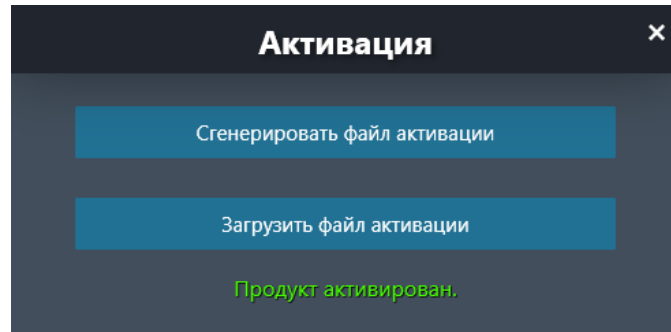 Активация
Сгенерировать файл активации
Загрузить файл активации
Продукт активирован.